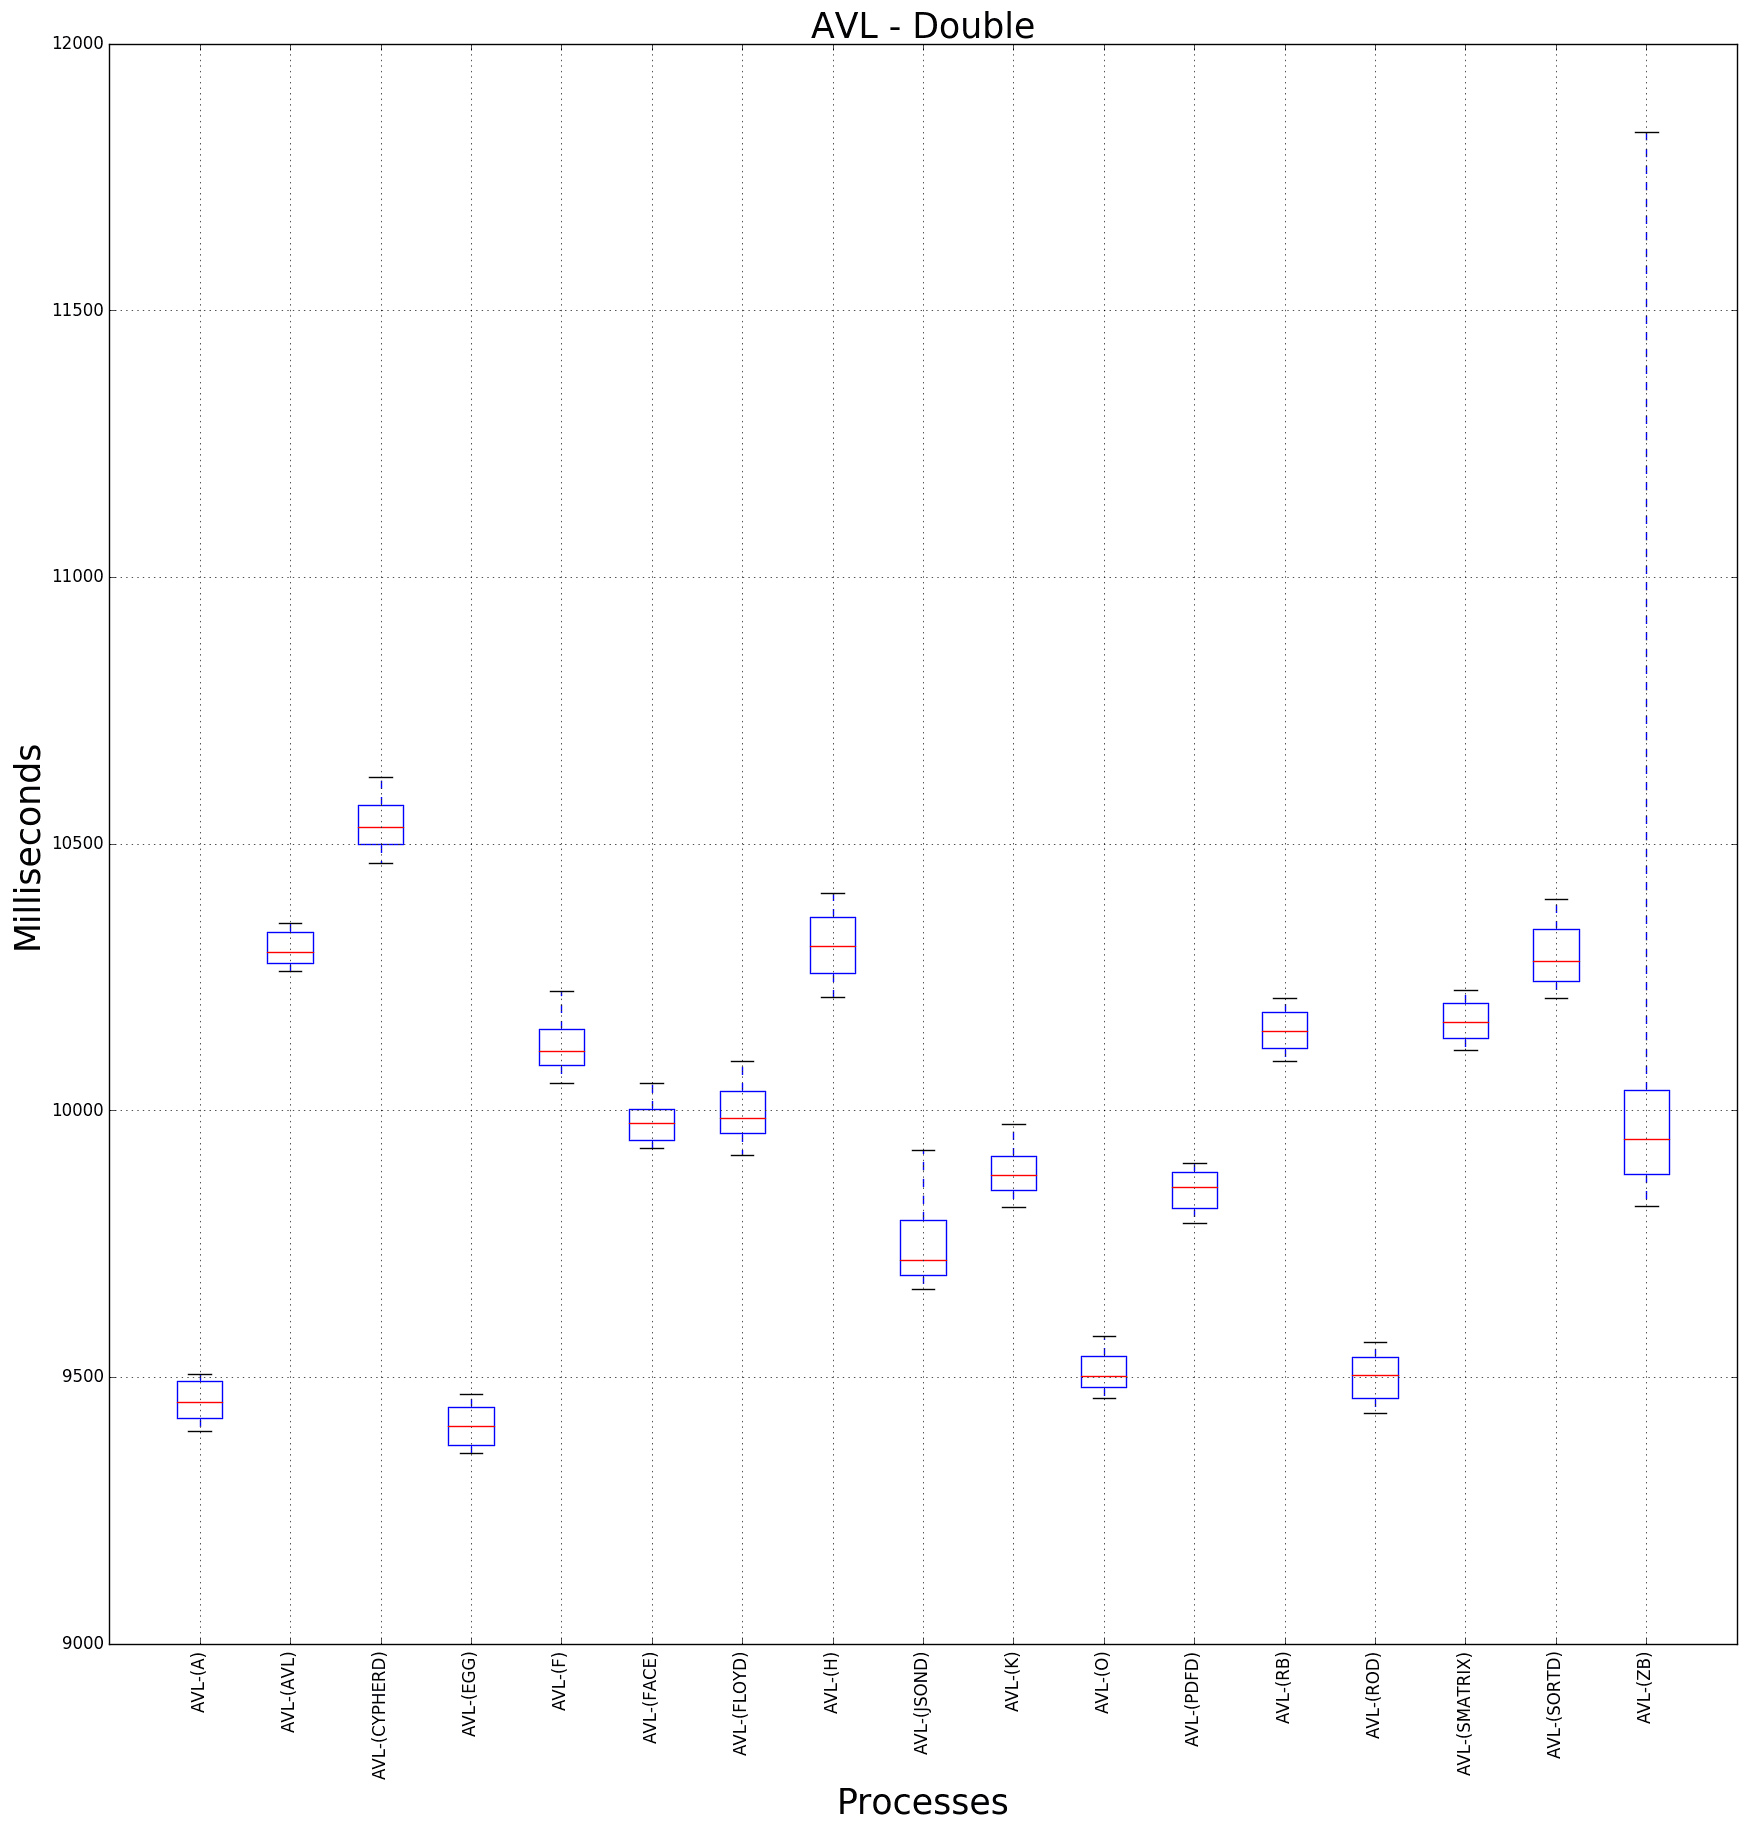 AVL - Double
12000
11500
11000
10500
10000
9500
9000
Milliseconds
AVL-(A)
AVL-(AVL)
AVL-(CYPHERD)
AVL-(EGG)
AVL-(F)
AVL-(FACE)
AVL-(FLOYD)
AVL-(H)
AVL-(JSOND)
AVL-(K)
AVL-(O)
AVL-(PDFD)
AVL-(RB)
AVL-(ROD)
AVL-(SMATRIX)
AVL-(SORTD)
AVL-(ZB)
Processes